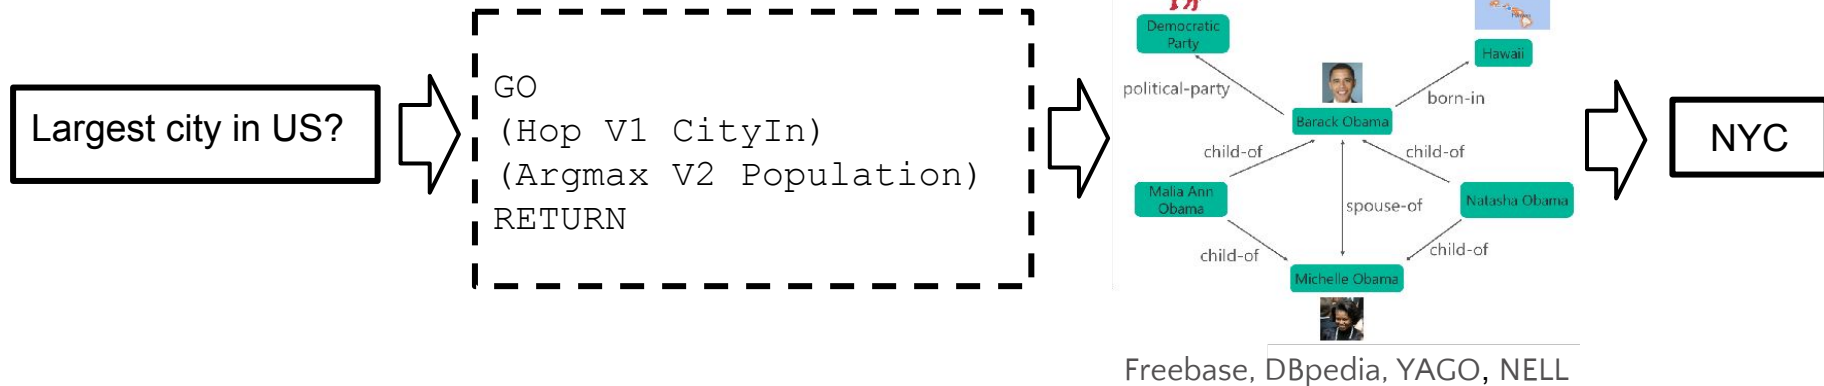 Largest city in US?
GO
(Hop V1 CityIn)
(Argmax V2 Population)
RETURN
Democratic
Party
Hawaii
political-party
born-in
Barack Obama
child-of
child-of
Malia Ann
Obama
spouse-of
Natasha Obama
child-of
child-of
Michelle Obama
Freebase, DBpedia, YAGO, NELL
NYC